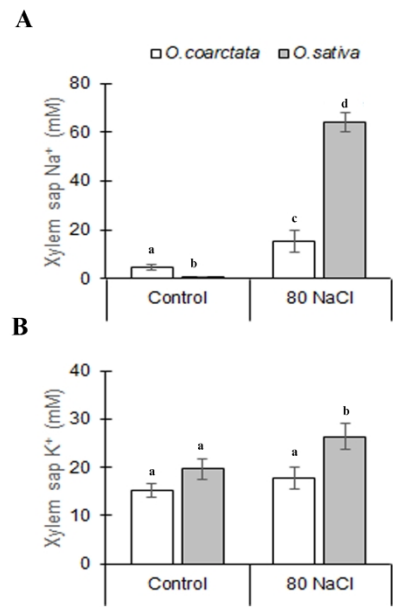 A
O.coarctata O.sativa
Xylem sap Na⁺ (mM)
80
60
40
20
0
a
b
c
d
Control 80 NaCl
B
Xylem sap K⁺ (mM)
40
30
20
10
0
a
a
a
b
Control 80 NaCl